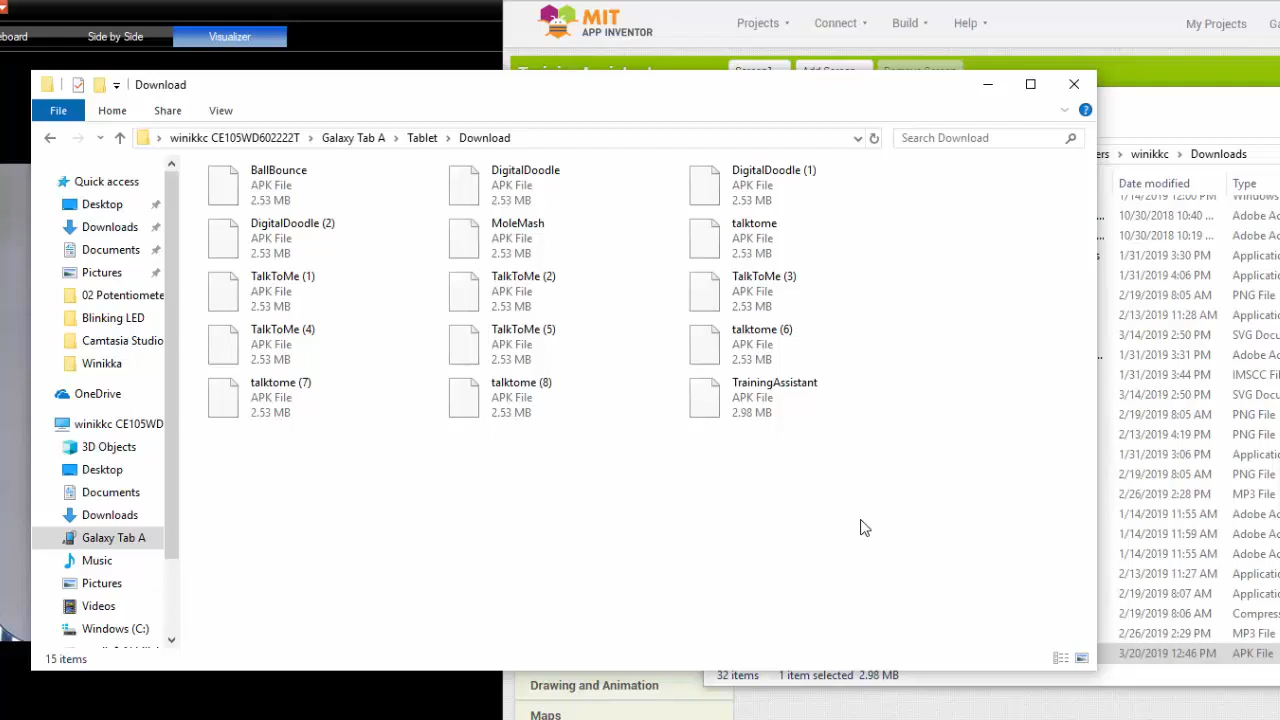 eboard
Side by Side
Visualizer
MIT
APP INVENTOR
Projects
Connect
Build
Help
My Projects
Download
File
Home
Share
View
winikkc CE105WD602222T
Galaxy Tab A
Tablet
Download
Search Download
Quick access
Desktop
Downloads
Documents
Pictures
02 Potentiomete
Blinking LED
Camtasia Studio
Winikka
OneDrive
winikkc CE105WD
3D Objects
Desktop
Documents
Downloads
Galaxy Tab A
Music
Pictures
Videos
Windows (C:)
BallBounce
APK File
2.53 MB
DigitalDoodle
APK File
2.53 MB
DigitalDoodle (1)
APK File
2.53 MB
DigitalDoodle (2)
APK File
2.53 MB
MoleMash
APK File
2.53 MB
talktome
APK File
2.53 MB
TalkToMe (1)
APK File
2.53 MB
TalkToMe (2)
APK File
2.53 MB
TalkToMe (3)
APK File
2.53 MB
TalkToMe (4)
APK File
2.53 MB
TalkToMe (5)
APK File
2.53 MB
talktome (6)
APK File
2.53 MB
talktome (7)
APK File
2.53 MB
talktome (8)
APK File
2.53 MB
TrainingAssistant
APK File
2.98 MB
15 items
ers
winikkc
Downloads
Date modified
Type
1/14/2019 12:00 PM Windows
10/30/2018 10:40 ... Adobe Ac
10/30/2018 10:19 ... Adobe Ac
1/31/2019 3:30 PM Applicatio
1/31/2019 4:06 PM Applicatio
2/19/2019 8:05 AM PNG File
2/13/2019 11:28 AM Applicatio
3/14/2019 2:50 PM SVG Docu
1/31/2019 3:31 PM Applicatio
1/31/2019 3:44 PM IMSCC File
3/14/2019 2:50 PM SVG Docu
2/19/2019 8:05 AM PNG File
2/13/2019 4:19 PM PNG File
1/31/2019 3:06 PM Applicatio
2/19/2019 8:05 AM PNG File
2/26/2019 2:28 PM MP3 File
1/14/2019 11:55 AM Adobe Ac
1/14/2019 11:59 AM Adobe Ac
1/14/2019 11:55 AM Adobe Ac
2/13/2019 11:27 AM Applicatio
2/19/2019 8:07 AM Applicatio
2/19/2019 8:06 AM Compress
2/26/2019 2:29 PM MP3 File
3/20/2019 12:46 PM APK File
32 items
1 item selected 2.98 MB
Drawing and Animation
Maps